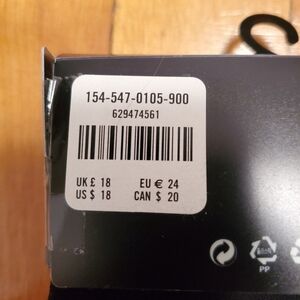 154-547-0105-900
629474561
UK £ 18 EU € 24
US $ 18 CAN $ 20
PP